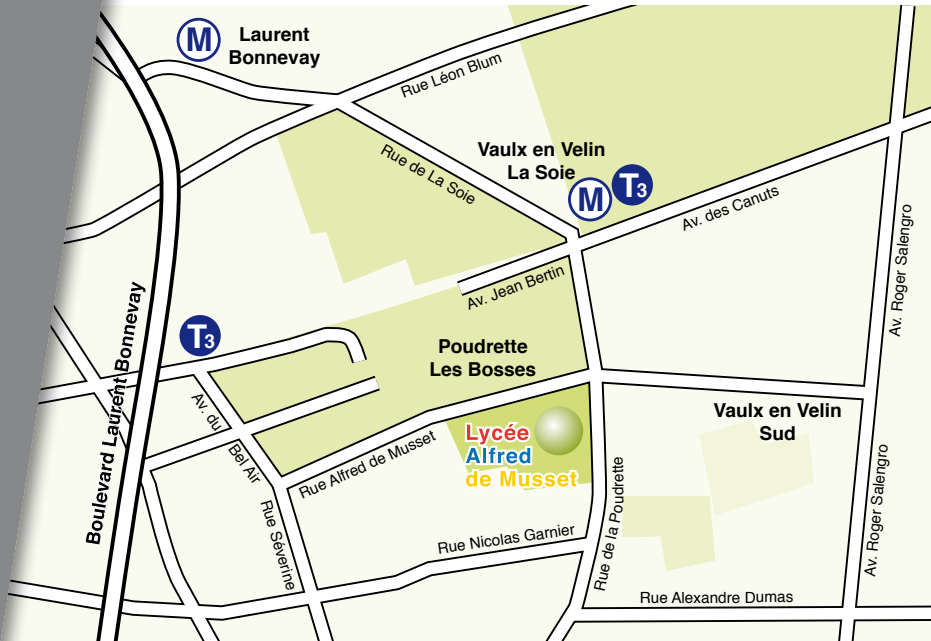 M
Laurent
Bonnevay
Rue Léon Blum
Rue de La Soie
Vaulx en Velin
La Soie
M
T3
Av. des Canuts
Av. Roger Salengro
Av. Jean Bertin
T3
Boulevard Laurent Bonnevay
Poudrette
Les Bosses
Av. du
Bel Air
Lycée
Alfred
de Musset
Vaulx en Velin
Sud
Rue Alfred de Musset
Rue Séverine
Rue Nicolas Garnier
Rue de la Poudrette
Av. Roger Salengro
Rue Alexandre Dumas